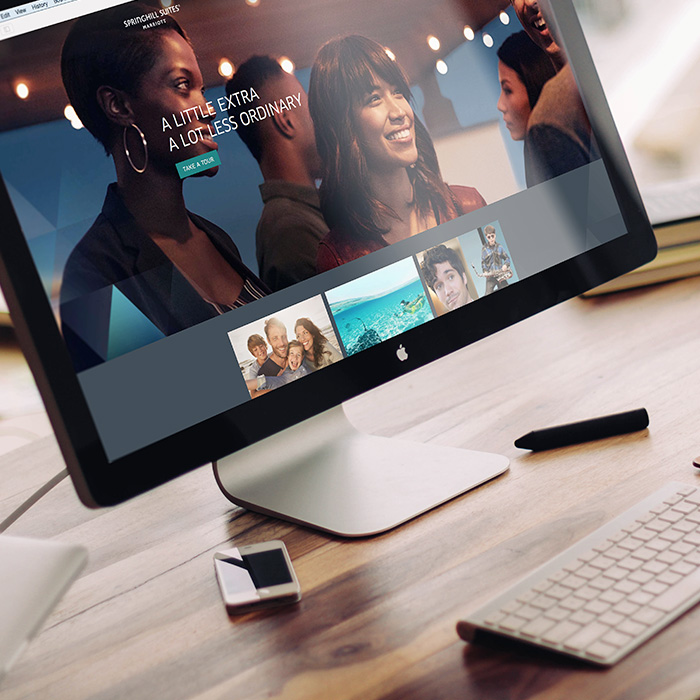 Edit View History
SPRINGHILL SUITES®
MARRIOTT
A LITTLE EXTRA
A LOT LESS ORDINARY
TAKE A TOUR